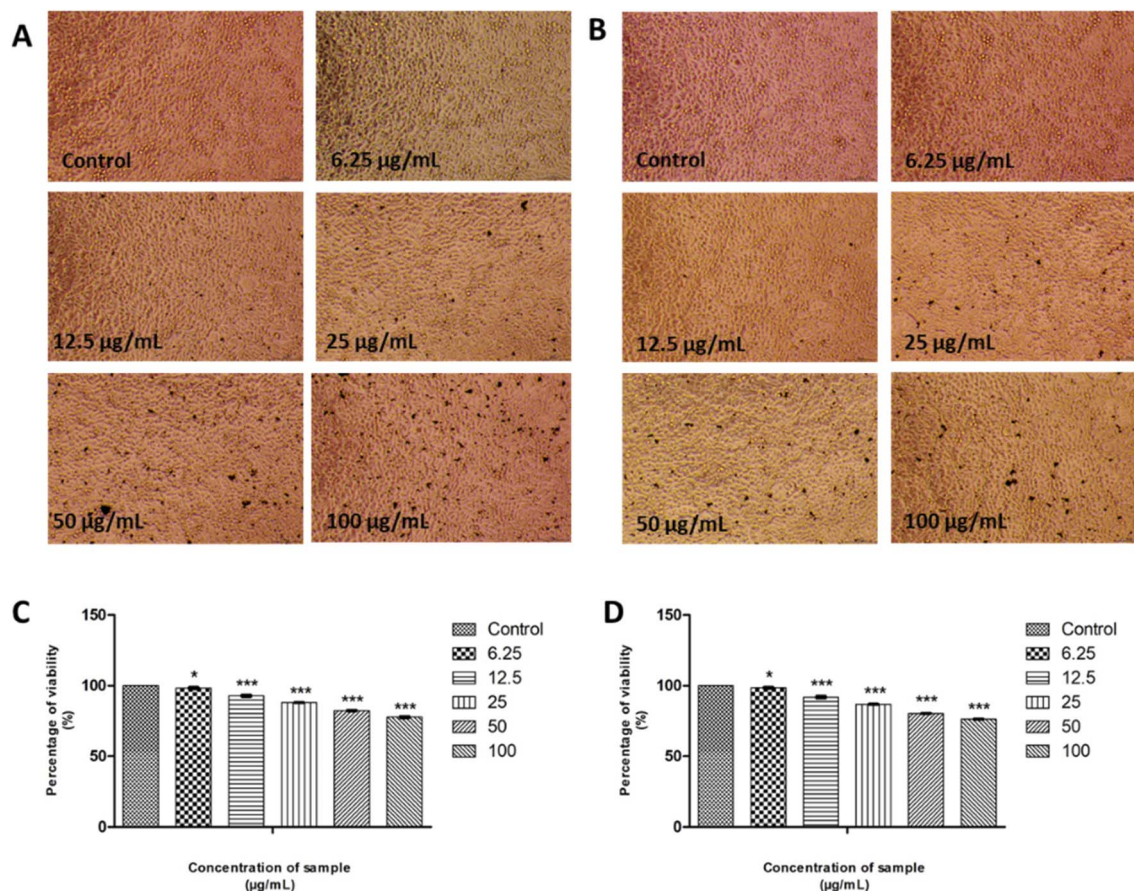 A
Control
6.25 µg/mL
12.5 µg/mL
25 µg/mL
50 µg/mL
100 µg/mL
B
Control
6.25 µg/mL
12.5 µg/mL
25 µg/mL
50 µg/mL
100 µg/mL
C
Percentage of viability
(%)
150
100
50
0
*
***
***
***
***
Control
6.25
12.5
25
50
100
Concentration of sample
(µg/mL)
D
Percentage of viability
(%)
150
100
50
0
*
***
***
***
***
Control
6.25
12.5
25
50
100
Concentration of sample
(µg/mL)